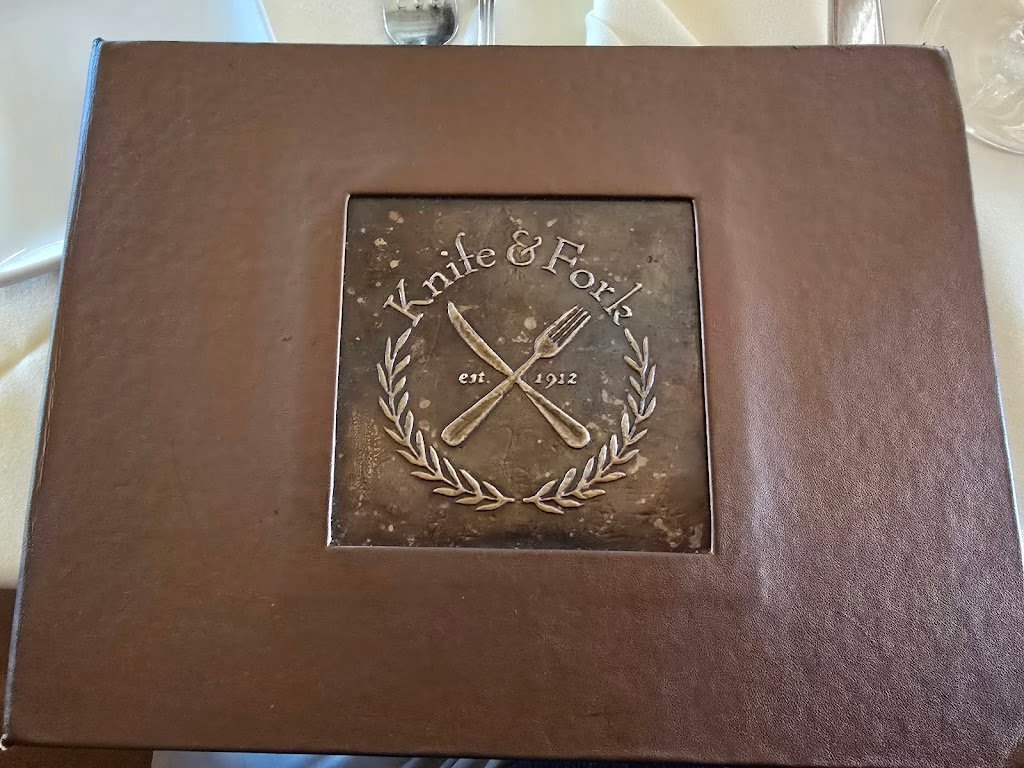 Knife & Fork
est. 1912